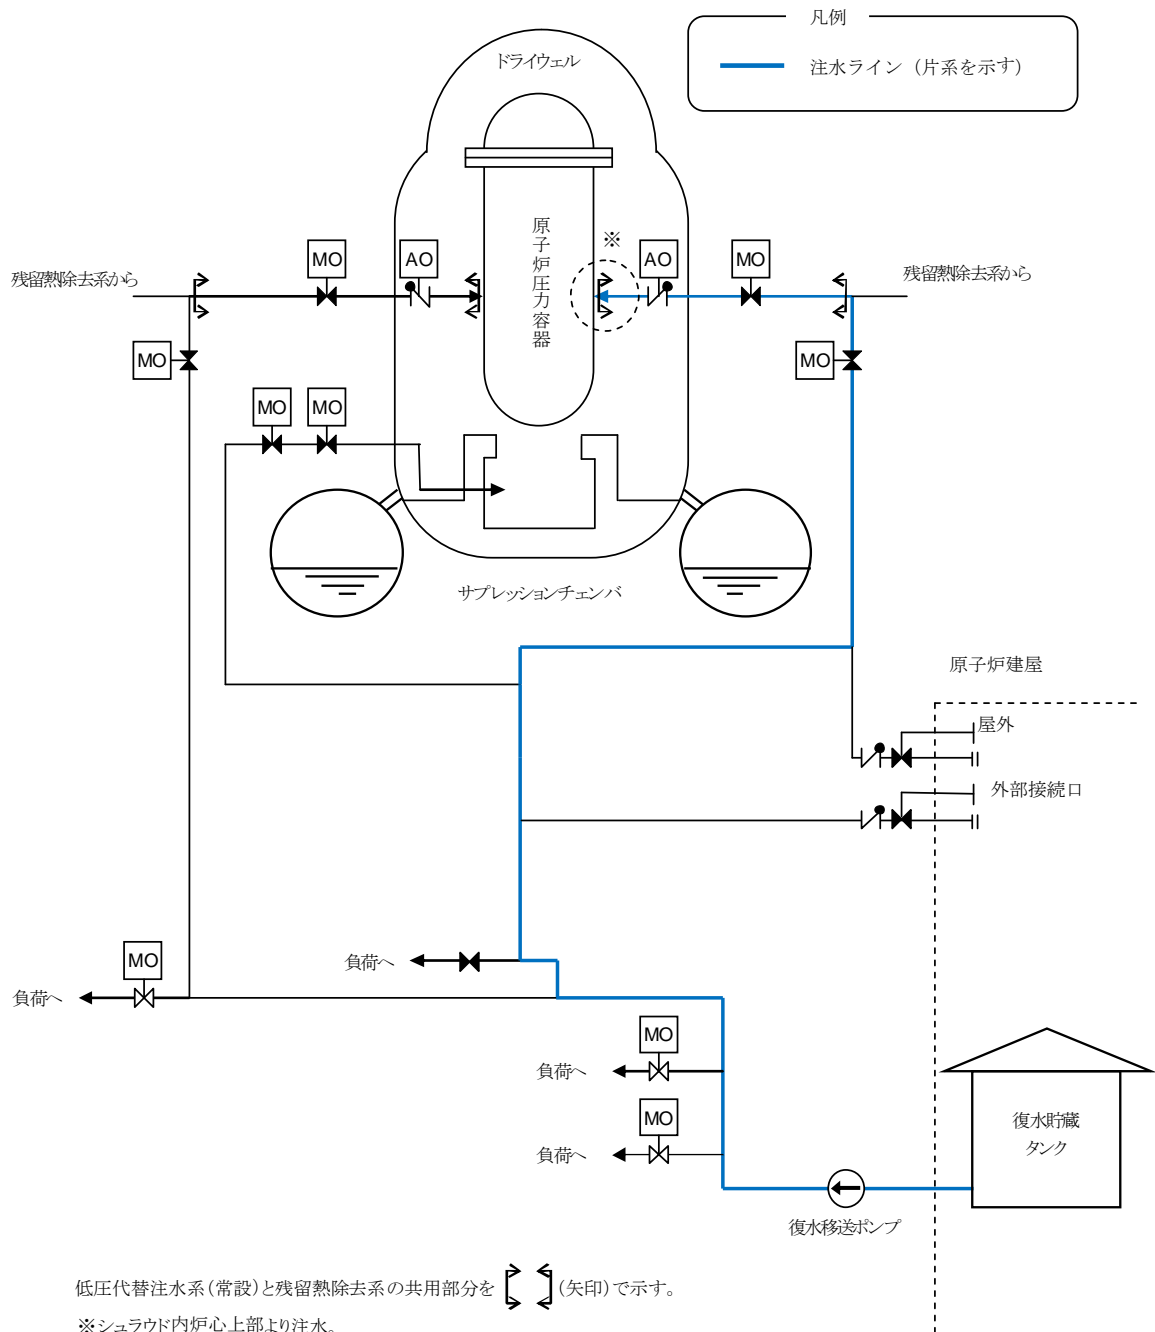 凡例
注水ライン（片系を示す）
ドライウェル
原子炉圧力容器
※
MO
AO
AO
MO
残留熱除去系から
残留熱除去系から
MO
MO
MO
MO
サプレッションチェンバ
原子炉建屋
屋外
外部接続口
MO
負荷へ
負荷へ
MO
負荷へ
MO
負荷へ
復水貯蔵
タンク
復水移送ポンプ
低圧代替注水系(常設)と残留熱除去系の共用部分を (矢印)で示す。
※シュラウド内炉心上部より注水。